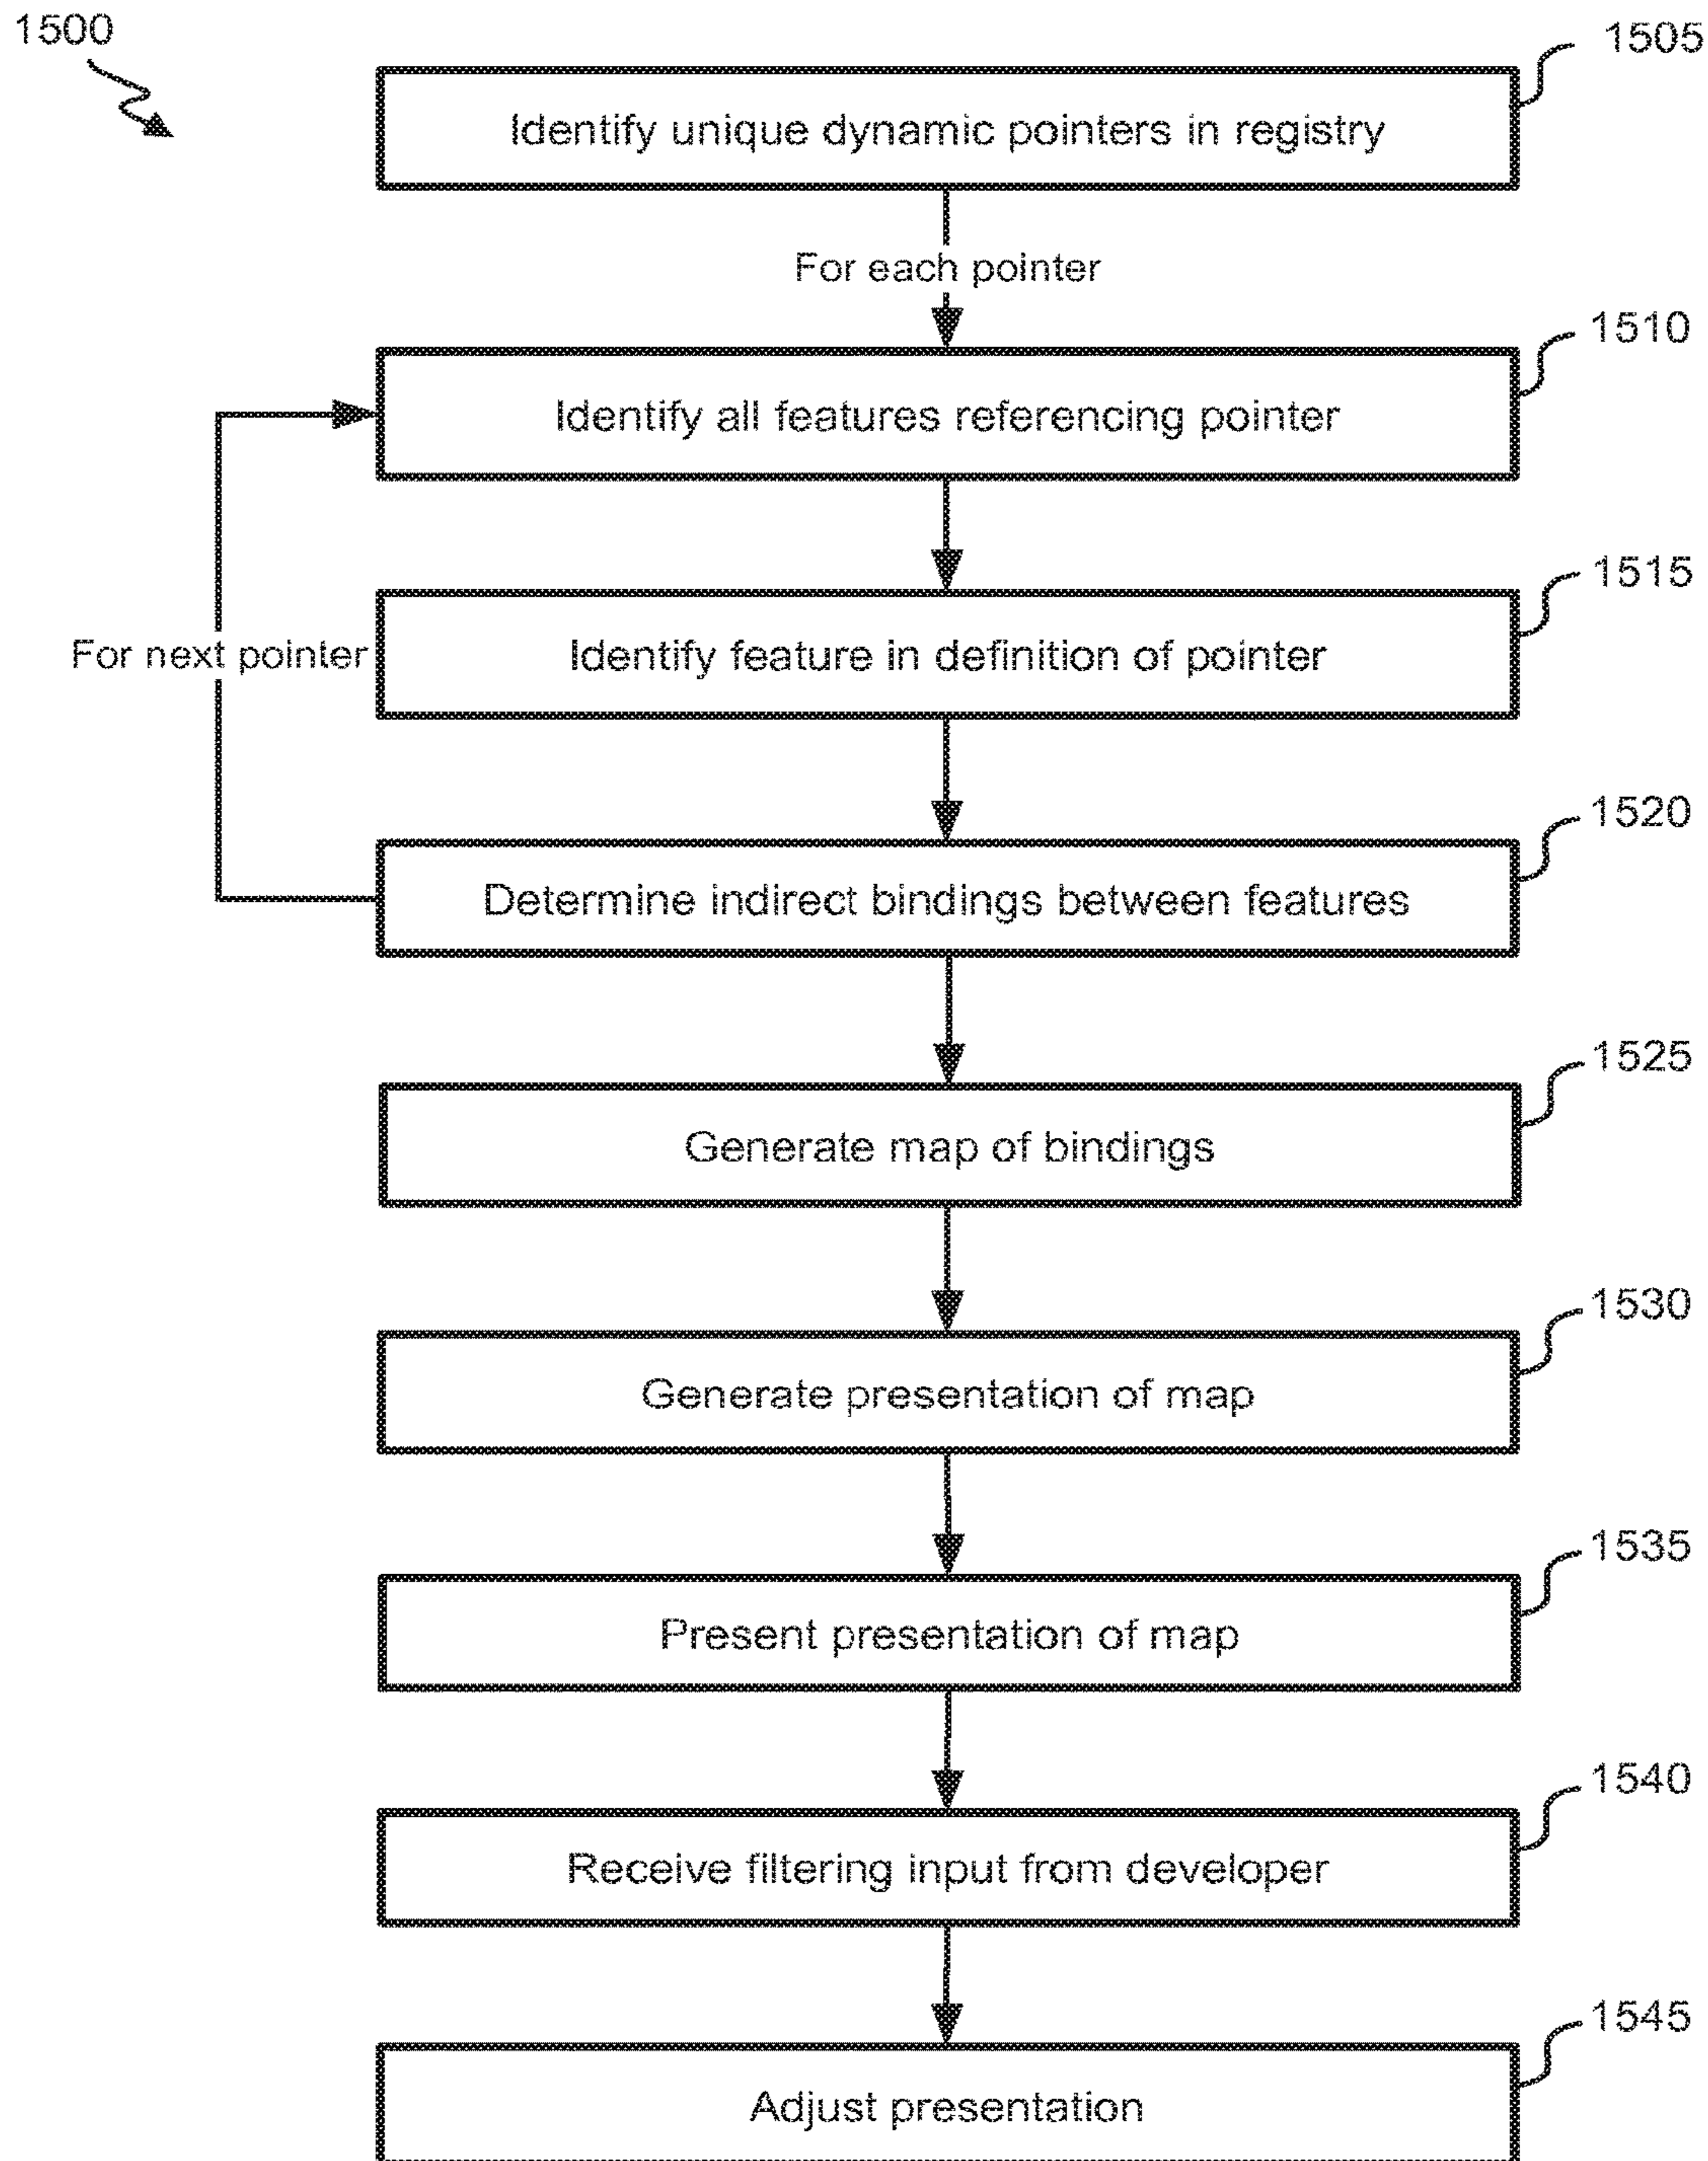 1500
1505
Identify unique dynamic pointers in registry
For each pointer
1510
Identify all features referencing pointer
1515
Identify feature in definition of pointer
For next pointer
1520
Determine indirect bindings between features
1525
Generate map of bindings
1530
Generate presentation of map
1535
Present presentation of map
1540
Receive filtering input from developer
1545
Adjust presentation